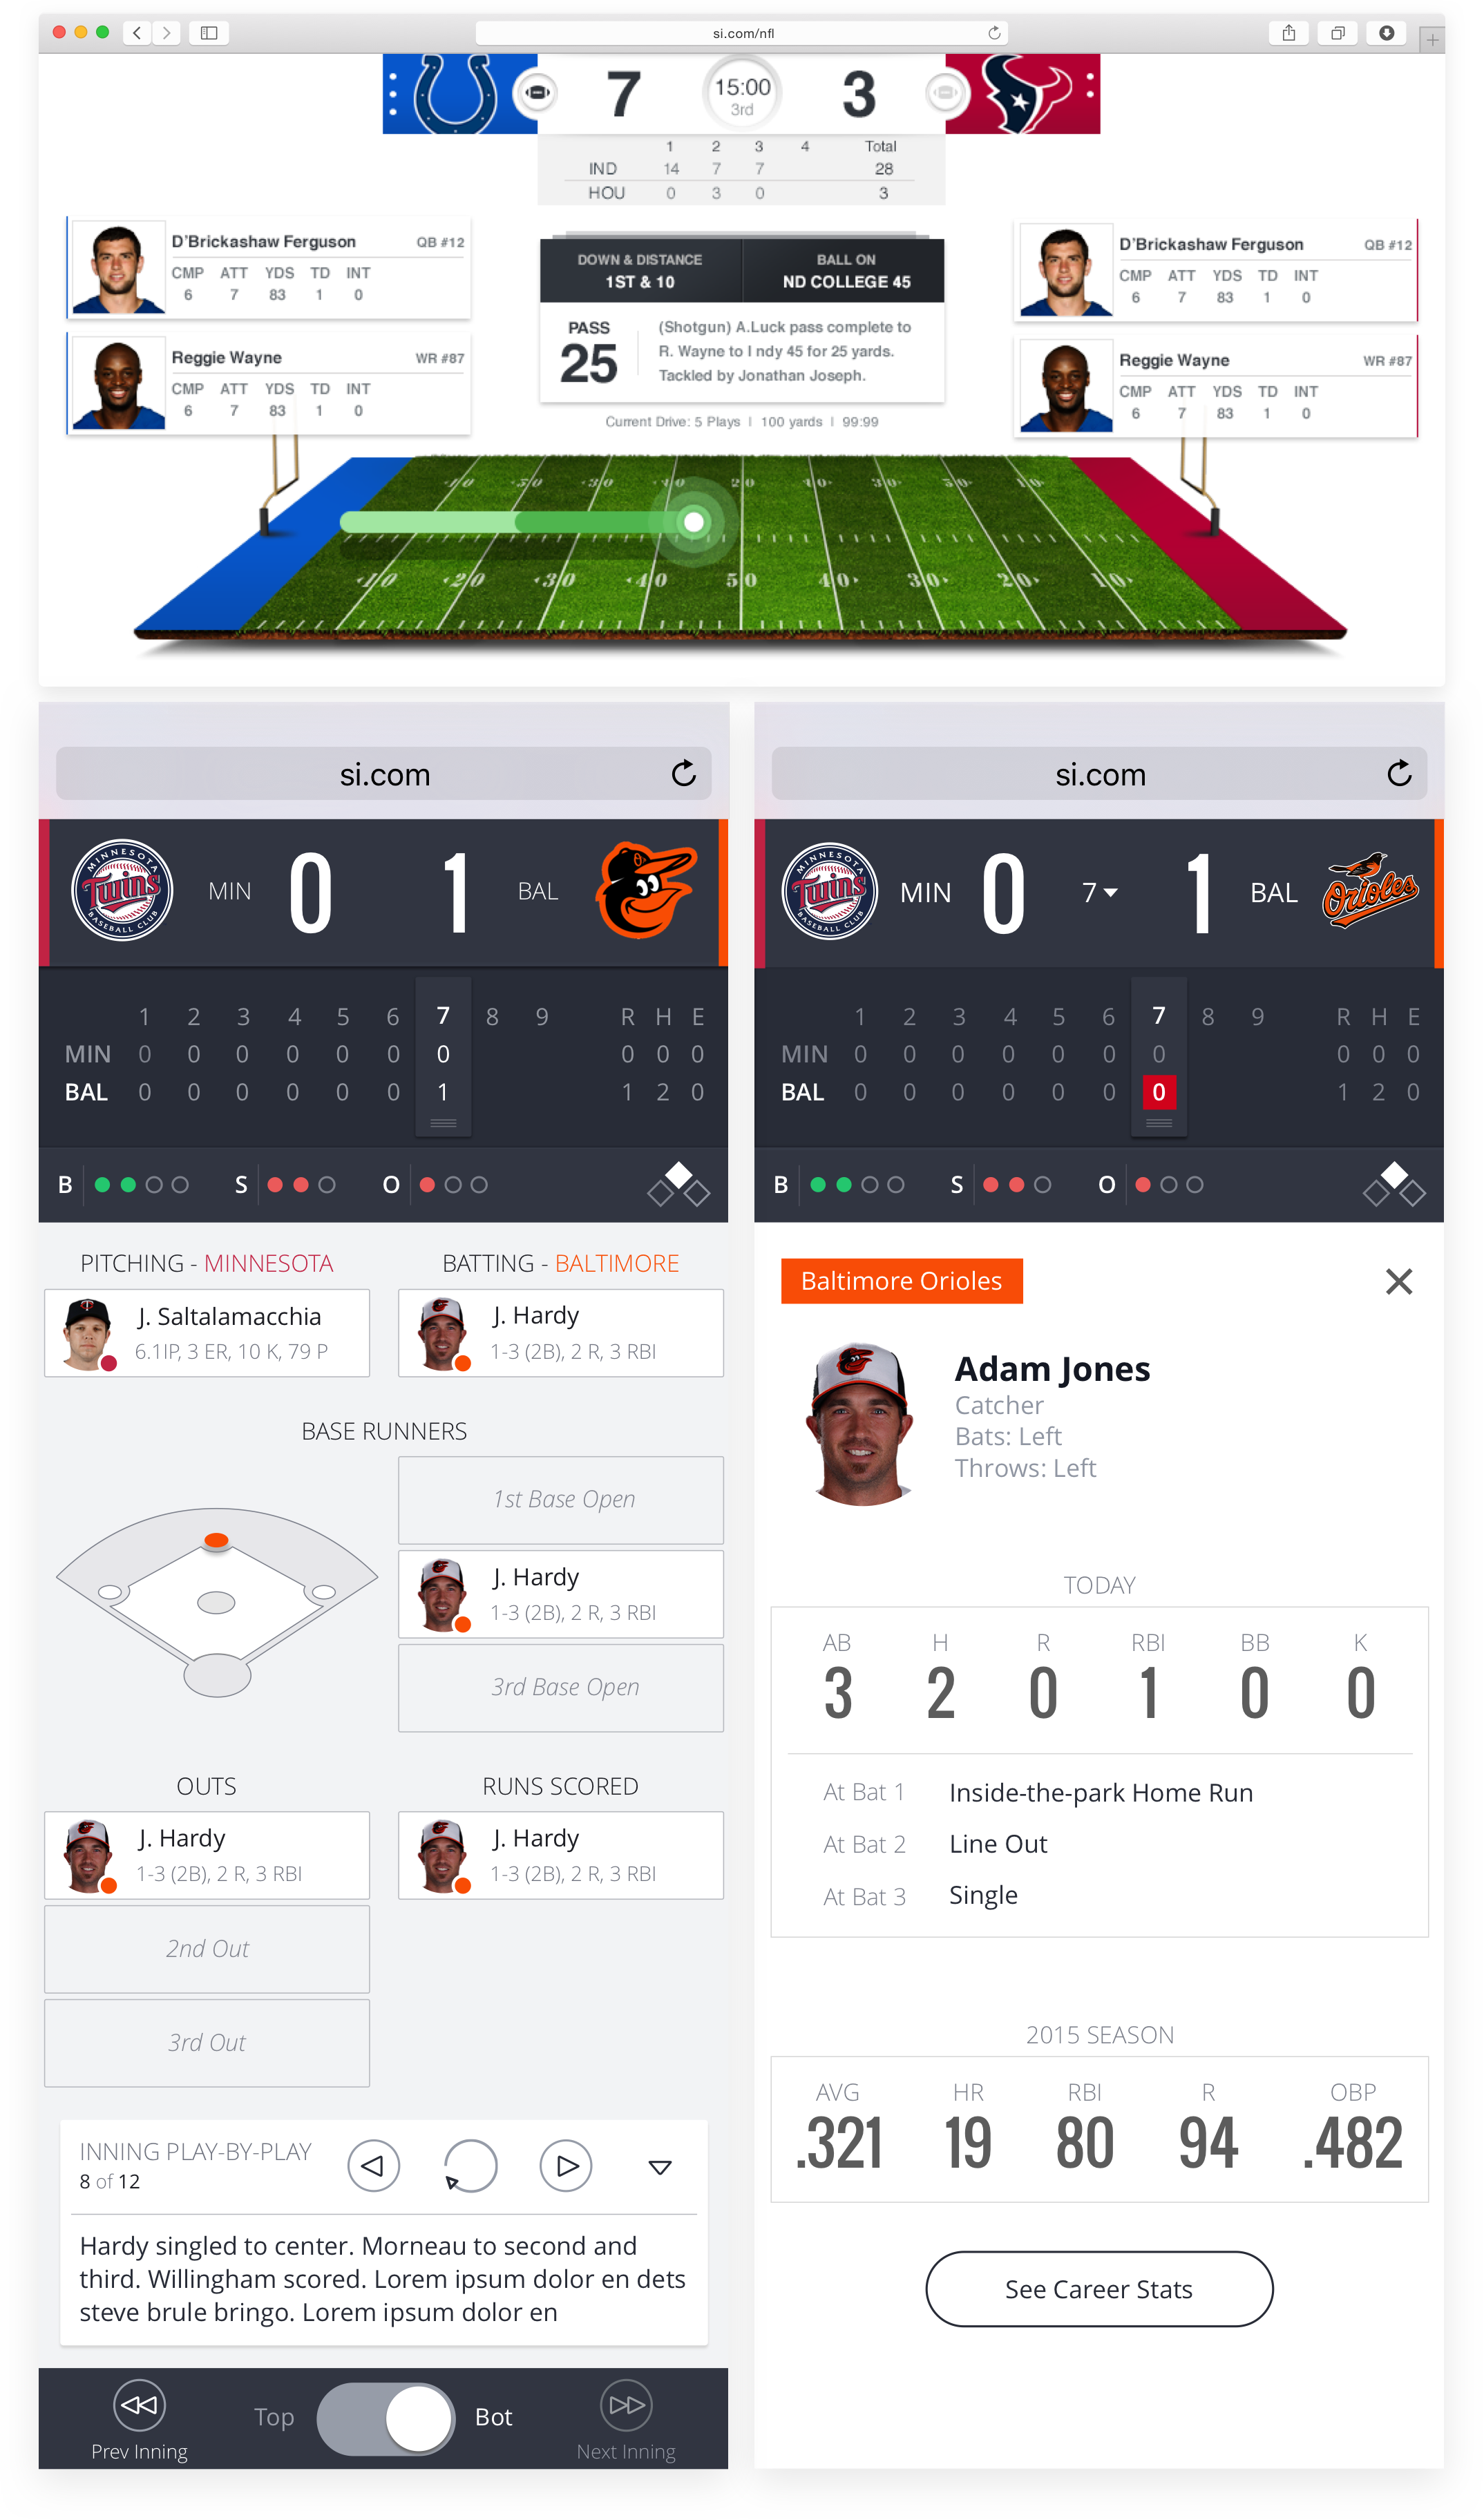 si.com/nfl
7 15:00 3
3rd
1 2 3 4 Total
IND 14 7 7 28
HOU 0 3 0 3
D'Brickashaw Ferguson QB #12
CMP ATT YDS TD INT
6 7 83 1 0
Reggie Wayne WR #87
CMP ATT YDS TD INT
6 7 83 1 0
DOWN & DISTANCE
1ST & 10
BALL ON
ND COLLEGE 45
PASS
25
(Shotgun) A.Luck pass complete to
R. Wayne to I ndy 45 for 25 yards.
Tackled by Jonathan Joseph.
Current Drive: 5 Plays | 100 yards | 99:99
D'Brickashaw Ferguson QB #12
CMP ATT YDS TD INT
6 7 83 1 0
Reggie Wayne WR #87
CMP ATT YDS TD INT
6 7 83 1 0
10 20 30 40 50 40 30 20 10
si.com
MINNESOTA
Twins
BASEBALL CLUB
MIN 0 1 BAL
1 2 3 4 5 6 7 8 9 R H E
MIN 0 0 0 0 0 0 0 0 0 0
BAL 0 0 0 0 0 0 1 1 2 0
B S O
PITCHING - MINNESOTA
J. Saltalamacchia
6.1IP, 3 ER, 10 K, 79 P
BATTING - BALTIMORE
J. Hardy
1-3 (2B), 2 R, 3 RBI
BASE RUNNERS
1st Base Open
J. Hardy
1-3 (2B), 2 R, 3 RBI
3rd Base Open
OUTS
J. Hardy
1-3 (2B), 2 R, 3 RBI
2nd Out
3rd Out
RUNS SCORED
J. Hardy
1-3 (2B), 2 R, 3 RBI
INNING PLAY-BY-PLAY
8 of 12
Hardy singled to center. Morneau to second and
third. Willingham scored. Lorem ipsum dolor en dets
steve brule bringo. Lorem ipsum dolor en
Prev Inning
Top Bot
Next Inning
si.com
MINNESOTA
Twins
BASEBALL CLUB
MIN 0 7 1 BAL
Orioles
1 2 3 4 5 6 7 8 9 R H E
MIN 0 0 0 0 0 0 0 0 0 0
BAL 0 0 0 0 0 0 0 1 2 0
B S O
Baltimore Orioles
Adam Jones
Catcher
Bats: Left
Throws: Left
TODAY
AB H R RBI BB K
3 2 0 1 0 0
At Bat 1 Inside-the-park Home Run
At Bat 2 Line Out
At Bat 3 Single
2015 SEASON
AVG HR RBI R OBP
.321 19 80 94 .482
See Career Stats